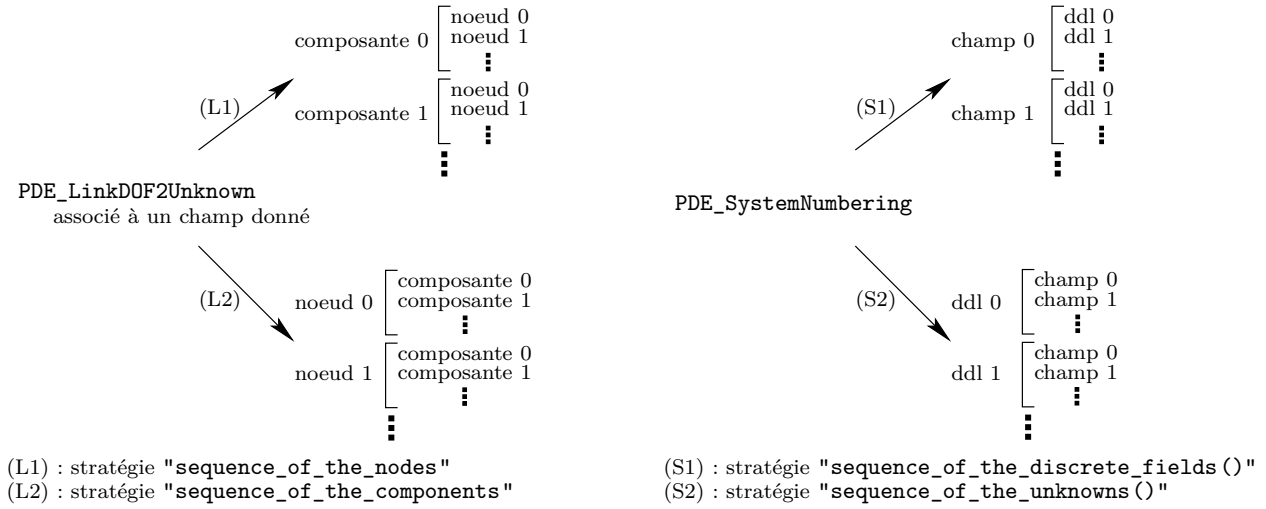 composante 0
noeud 0
noeud 1
(L1)
composante 1
noeud 0
noeud 1
PDE_LinkDOF2Unknown
associé à un champ donné
(L2)
noeud 0
composante 0
composante 1
noeud 1
composante 0
composante 1
(L1) : stratégie "sequence_of_the_nodes"
(L2) : stratégie "sequence_of_the_components"
champ 0
ddl 0
ddl 1
(S1)
champ 1
ddl 0
ddl 1
PDE_SystemNumbering
(S2)
ddl 0
champ 0
champ 1
ddl 1
champ 0
champ 1
(S1) : stratégie "sequence_of_the_discrete_fields()"
(S2) : stratégie "sequence_of_the_unknowns()"